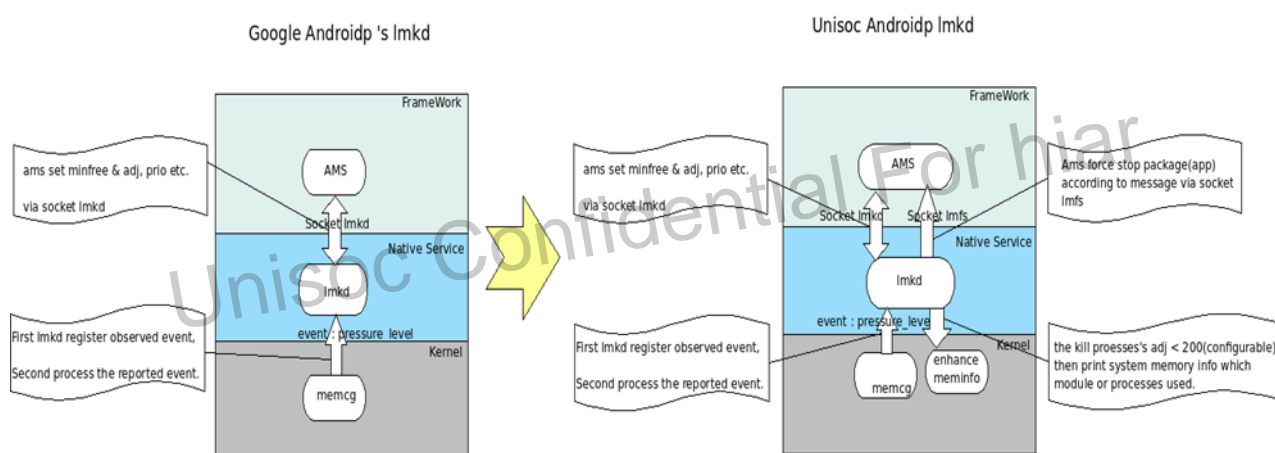 Google Androidp 's lmkd
FrameWork
ams set minfree & adj, prio etc.
via socket lmkd
AMS
Socket lmkd
Native Service
lmkd
event : pressure_level
Kernel
First lmkd register observed event,
Second process the reported event.
memcg
Unisoc Androidp lmkd
FrameWork
ams set minfree & adj, prio etc.
via socket lmkd
AMS
Ams force stop package(app)
according to message via socket
lmfs
Socket lmkd
Socket lmfs
Native Service
lmkd
event : pressure_level
Kernel
First lmkd register observed event,
Second process the reported event.
memcg
enhance
meminfo
the kill proesses's adj < 200(configurable)
then print system memory info which
module or processes used.
Unisoc Confidential For hiar